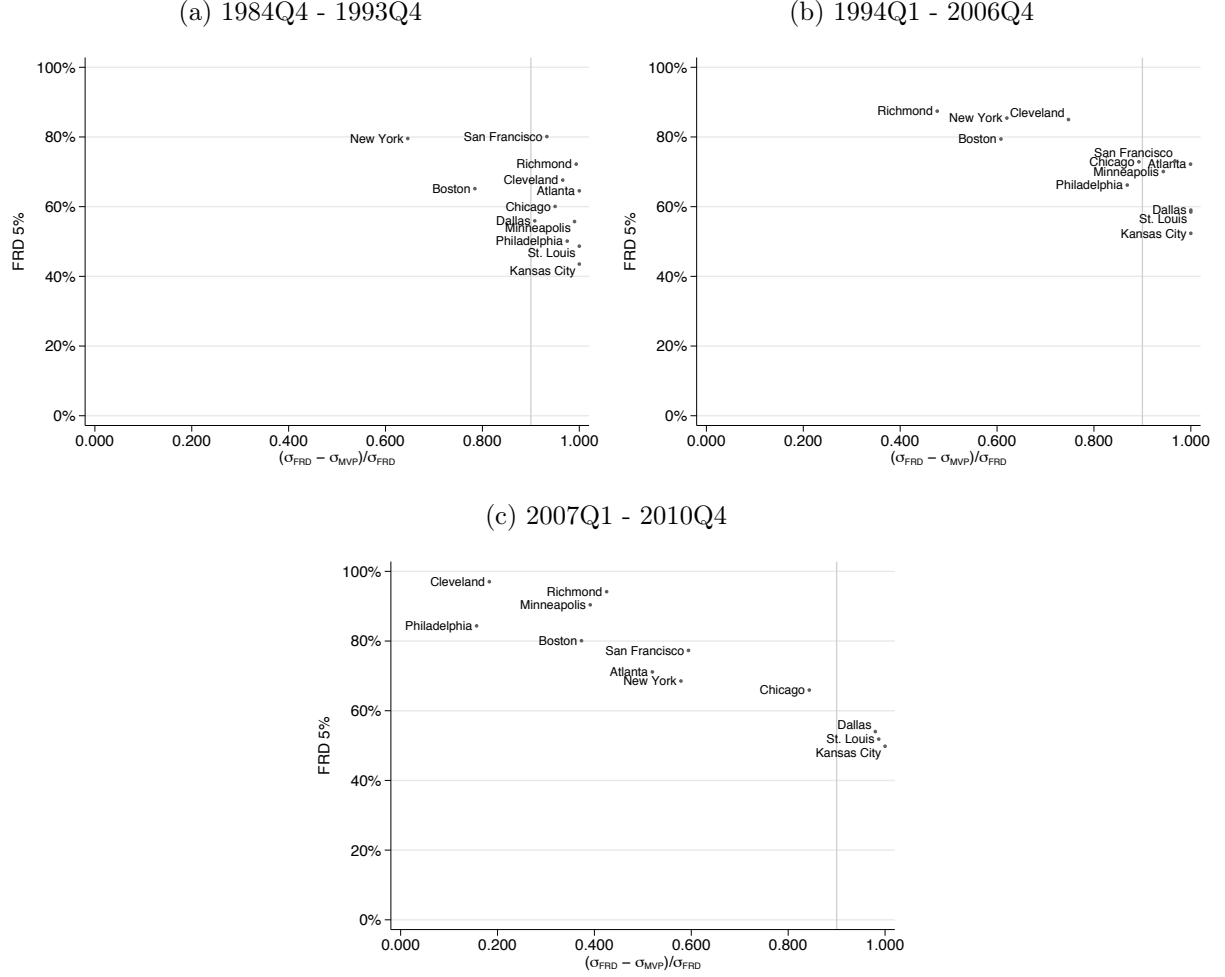 (a) 1984Q4 - 1993Q4
FRD 5%
100%
80%
60%
40%
20%
0%
New York
San Francisco
Richmond
Cleveland
Boston
Atlanta
Chicago
Dallas
Minneapolis
Philadelphia
St. Louis
Kansas City
0.000 0.200 0.400 0.600 0.800 1.000
(σFRD − σMVP)/σFRD
(b) 1994Q1 - 2006Q4
FRD 5%
100%
80%
60%
40%
20%
0%
Richmond
New York
Cleveland
Boston
San Francisco
Chicago
Atlanta
Minneapolis
Philadelphia
Dallas
St. Louis
Kansas City
0.000 0.200 0.400 0.600 0.800 1.000
(σFRD − σMVP)/σFRD
(c) 2007Q1 - 2010Q4
FRD 5%
100%
80%
60%
40%
20%
0%
Cleveland
Richmond
Minneapolis
Philadelphia
Boston
San Francisco
Atlanta
New York
Chicago
Dallas
St. Louis
Kansas City
0.000 0.200 0.400 0.600 0.800 1.000
(σFRD − σMVP)/σFRD